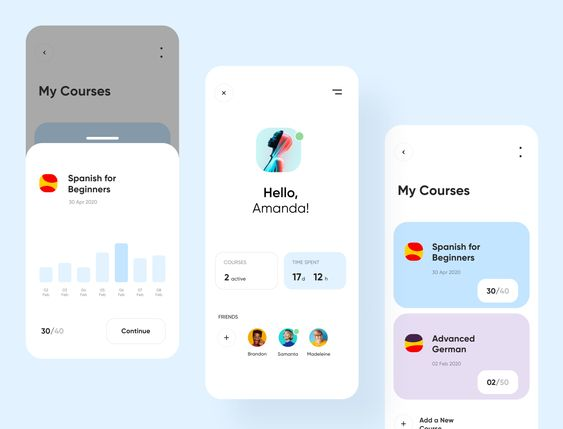 My Courses
Spanish for
Beginners
30 Apr 2020
02 03 04 05 06 07 08
Feb. Feb. Feb. Feb. Feb. Feb. Feb.
30/40
Continue
Hello,
Amanda!
COURSES
2 active
TIME SPENT
17 d 12 h
FRIENDS
+
Brandon
Samanta
Madeleine
My Courses
Spanish for
Beginners
30 Apr 2020
30/40
Advanced
German
02 Feb 2020
02/50
+ Add a New
Course